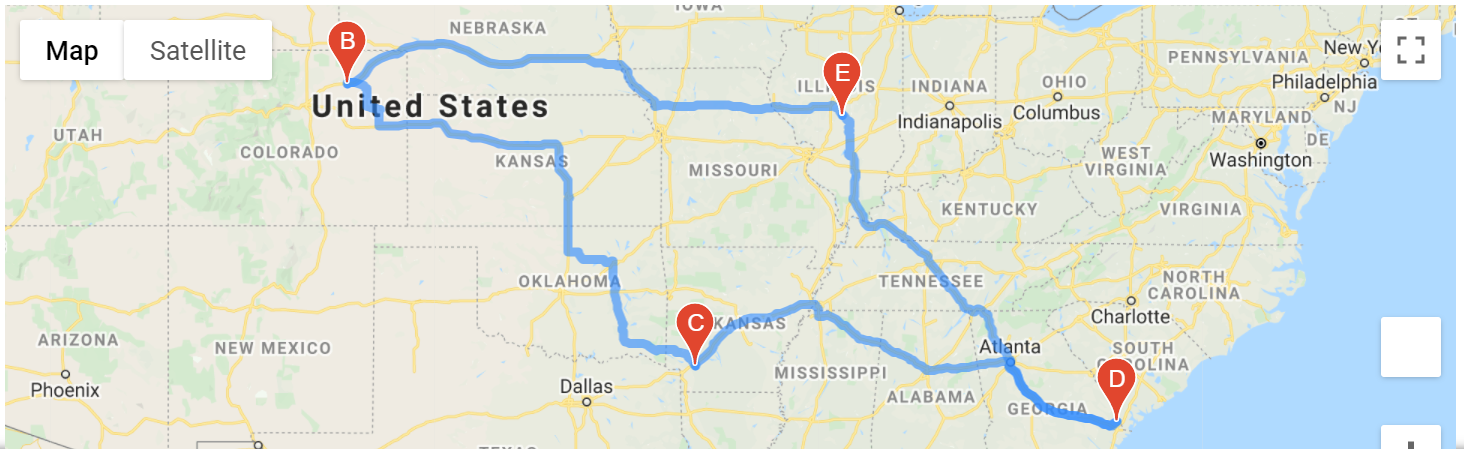 IOWA
NEBRASKA
B
Map
Satellite
New Yo
PENNSYLVANIA
Philadelphia
E
ILLINOIS
INDIANA
OHIO
Columbus
NJ
United States
Indianapolis
MARYLAND
DE
UTAH
COLORADO
KANSAS
MISSOURI
WEST
VIRGINIA
Washington
KENTUCKY
VIRGINIA
OKLAHOMA
TENNESSEE
NORTH
CAROLINA
C
KANSAS
Charlotte
ARIZONA
NEW MEXICO
Atlanta
SOUTH
CAROLINA
D
Phoenix
Dallas
MISSISSIPPI
ALABAMA
GEORGIA
TEXAS